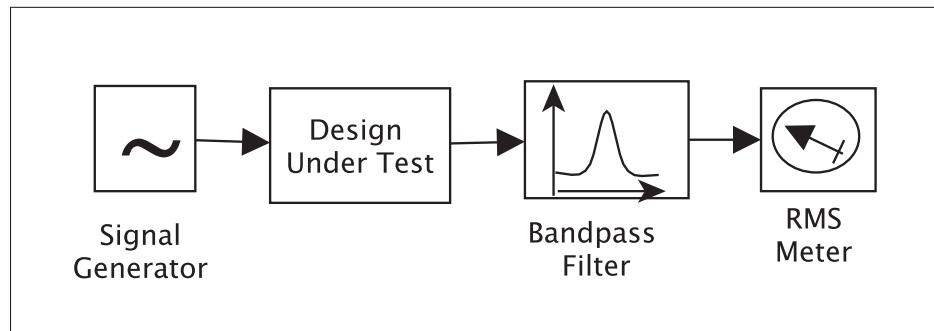 Signal
Generator
Design
Under Test
Bandpass
Filter
RMS
Meter